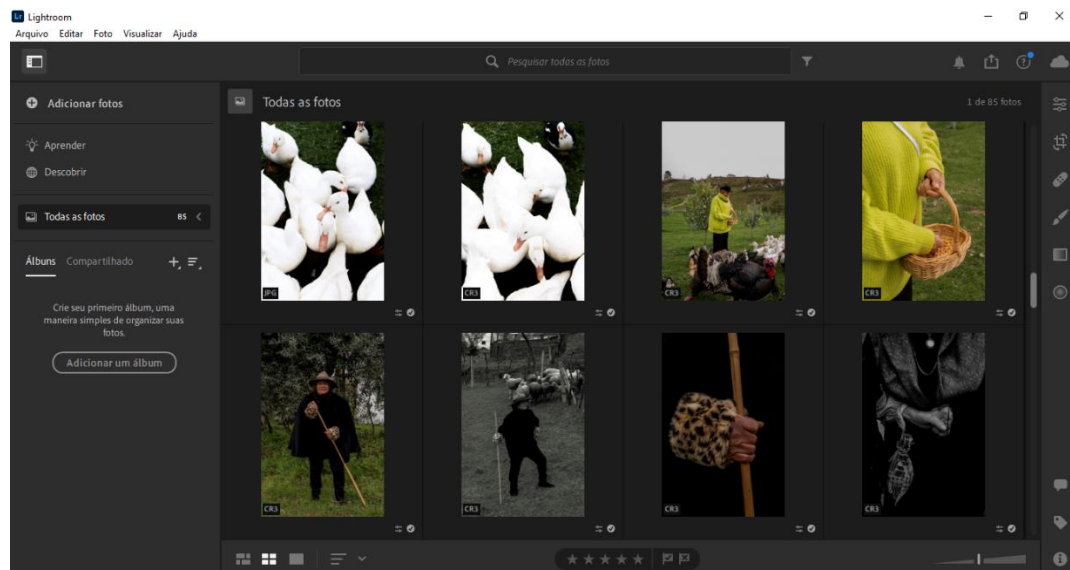 Lr Lightroom
Arquivo Editar Foto Visualizar Ajuda
Pesquisar todas as fotos
Adicionar fotos
Todas as fotos
1 de 85 fotos
Aprender
Descobrir
Todas as fotos 85
Álbuns Compartilhado
Crie seu primeiro álbum, uma
maneira simples de organizar suas
fotos.
Adicionar um álbum
JPG
CR3
CR3
CR3
CR3
CR3
CR3
CR3